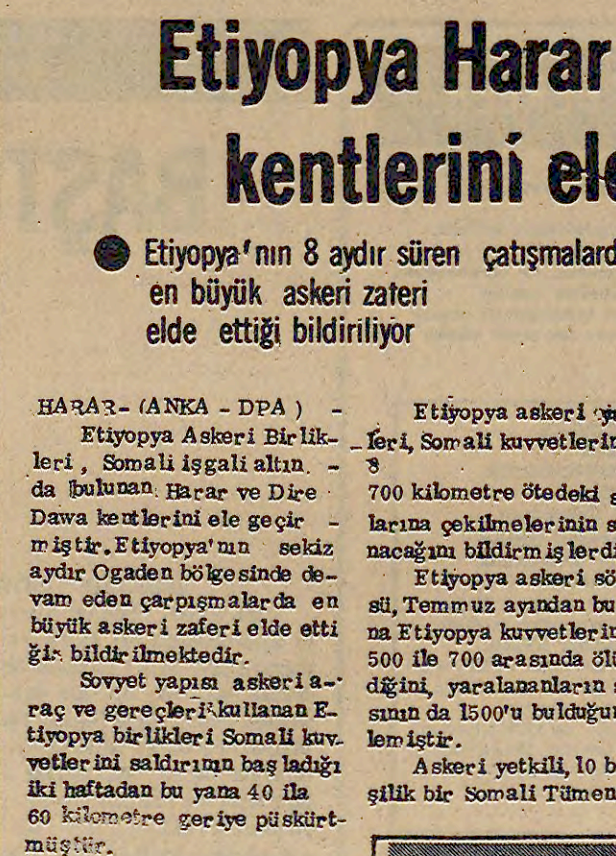 Etiyopya Harar
kentlerini ele
Etiyopya'nın 8 aydır süren çatışmalard
en büyük askeri zaferi
elde ettiği bildiriliyor
HARAR- (ANKA - DPA ) -
Etiyopya Askeri Birlik-
leri , Somali işgali altın. -
da bulunan Harar ve Dire
Dawa kentlerini ele geçir -
miştir.Etiyopya'nın sekiz
aydır Ogaden bölgesinde de-
vam eden çarpışmalarda en
büyük askeri zaferi elde etti
ği bildirilmektedir.
Sovyet yapısı askeri a-
raç ve gereçleri kullanan E-
tiyopya birlikleri Somali kuv-
vetlerini saldırının başladığı
iki haftadan bu yana 40 ila
60 kilometre geriye püskürt-
müştür.
Etiyopya askeri
leri, Somali kuvvetlerin
8
700 kilometre ötedeki s
larına çekilmelerinin s
nacağını bildirmişlerdi
Etiyopya askeri sö
sü, Temmuz ayından bu
na Etiyopya kuvvetlerin
500 ile 700 arasında öli
diğini, yaralananların s
sının da 1500'u bulduğun
lemiştir.
Askeri yetkili, 10 b
şilik bir Somali Tümen